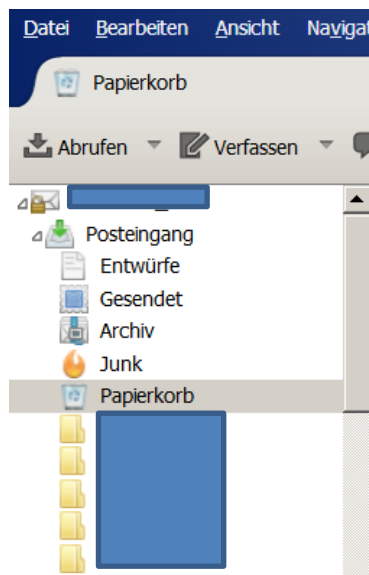 Datei Bearbeiten Ansicht
Papierkorb
Abrufen Verfassen
Posteingang
Entwürfe
Gesendet
Archiv
Junk
Papierkorb